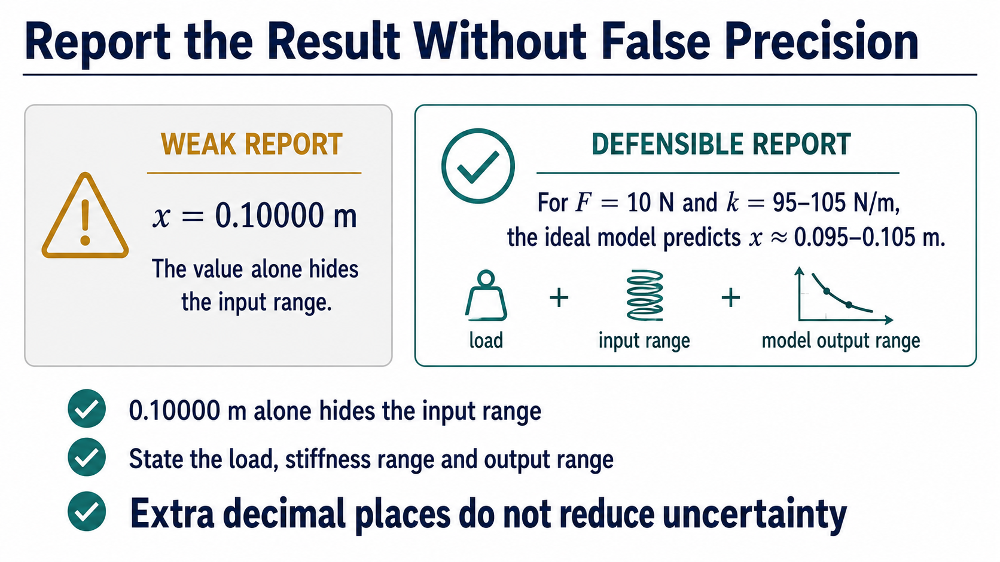 Report the Result Without False Precision
WEAK REPORT
x = 0.10000 m
The value alone hides
the input range.
DEFENSIBLE REPORT
For F = 10 N and k = 95–105 N/m,
the ideal model predicts x ≈ 0.095–0.105 m.
+
+
load
input range
model output range
0.10000 m alone hides the input range
State the load, stiffness range and output range
Extra decimal places do not reduce uncertainty